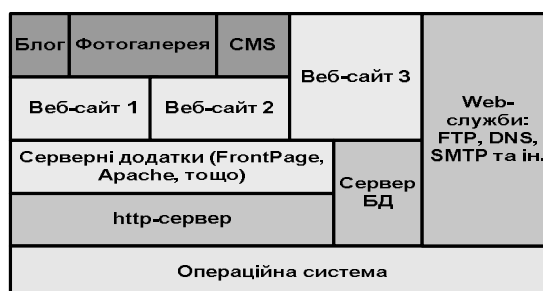 Блог
Фотогалерея
CMS
Веб-сайт 3
Web-
служби:
FTP, DNS,
SMTP та ін.
Веб-сайт 1
Веб-сайт 2
Серверні додатки (FrontPage,
Apache, тощо)
Сервер
БД
http-сервер
Операційна система